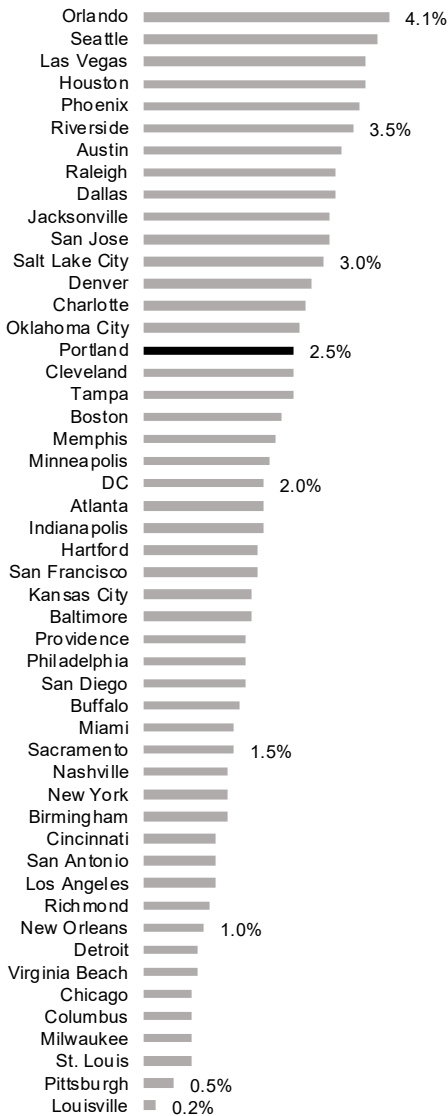 Orlando 4.1%
Seattle
Las Vegas
Houston
Phoenix
Riverside 3.5%
Austin
Raleigh
Dallas
Jacksonville
San Jose
Salt Lake City 3.0%
Denver
Charlotte
Oklahoma City
Portland 2.5%
Cleveland
Tampa
Boston
Memphis
Minneapolis
DC 2.0%
Atlanta
Indianapolis
Hartford
San Francisco
Kansas City
Baltimore
Providence
Philadelphia
San Diego
Buffalo
Miami
Sacramento 1.5%
Nashville
New York
Birmingham
Cincinnati
San Antonio
Los Angeles
Richmond
New Orleans 1.0%
Detroit
Virginia Beach
Chicago
Columbus
Milwaukee
St. Louis
Pittsburgh 0.5%
Louisville 0.2%